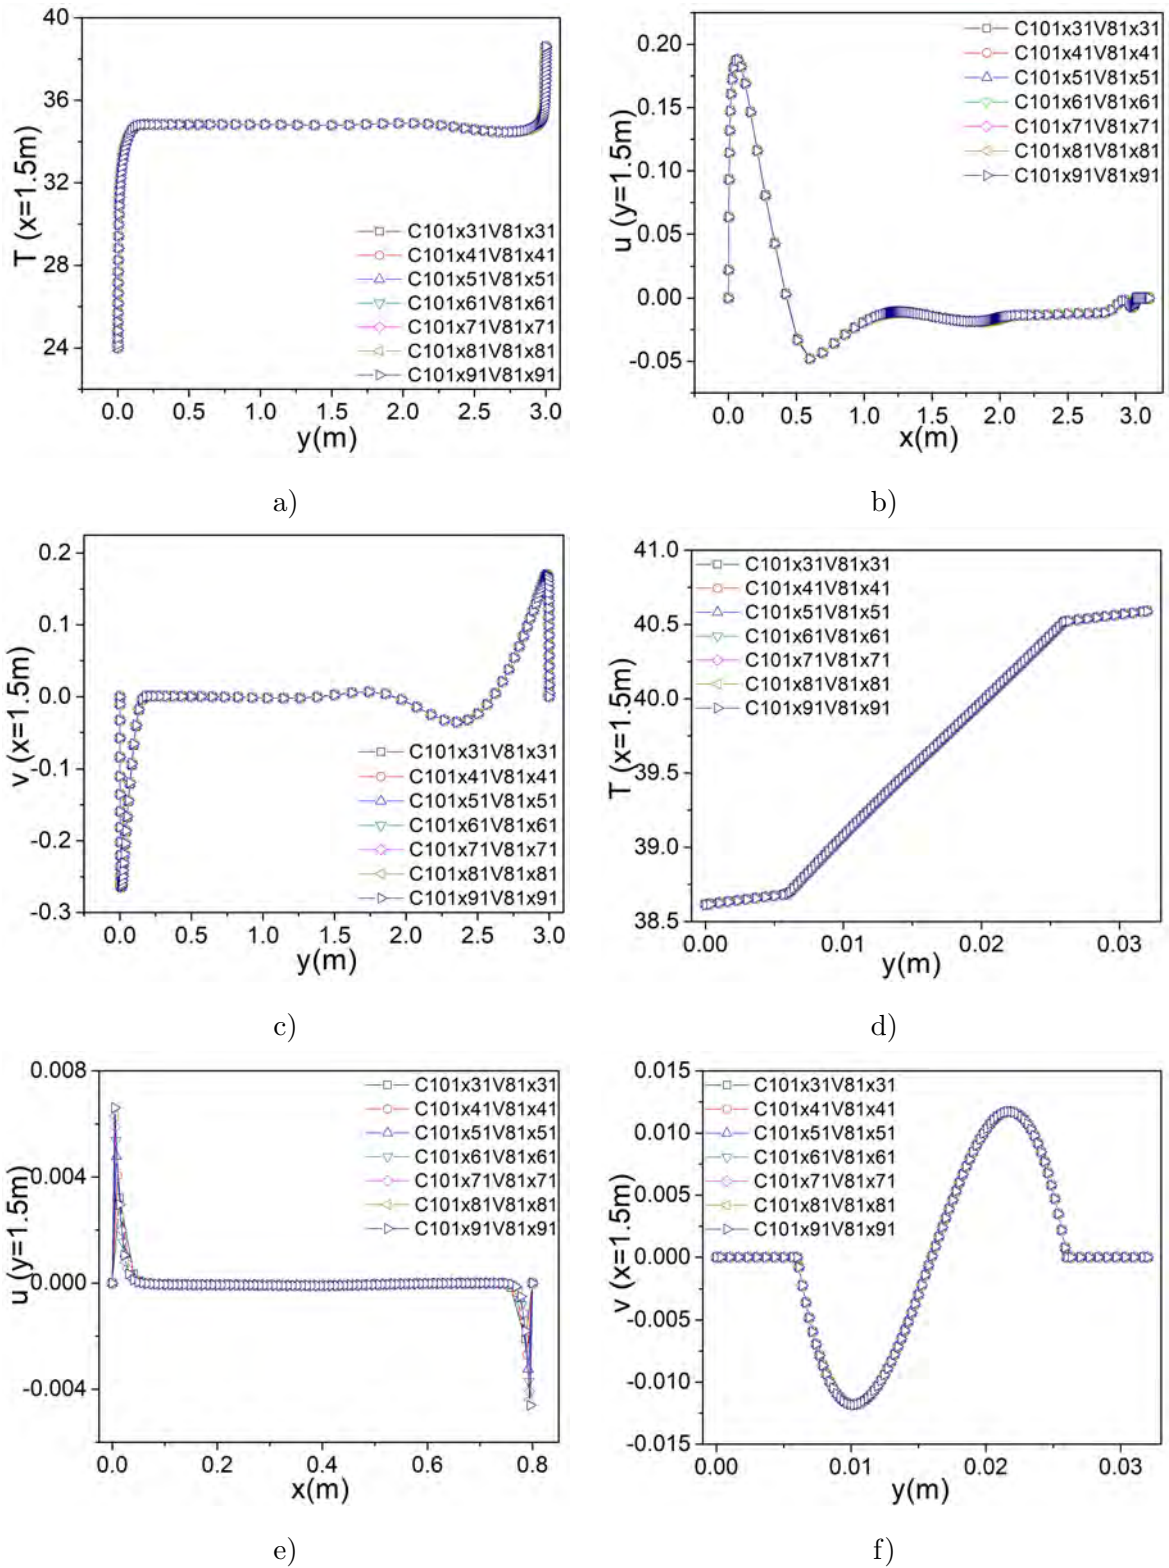 40
36
32
28
24
T (x=1.5m)
C101x31V81x31
C101x41V81x41
C101x51V81x51
C101x61V81x61
C101x71V81x71
C101x81V81x81
C101x91V81x91
0.0 0.5 1.0 1.5 2.0 2.5 3.0
y(m)
a)
0.20
0.15
0.10
0.05
0.00
-0.05
u (y=1.5m)
C101x31V81x31
C101x41V81x41
C101x51V81x51
C101x61V81x61
C101x71V81x71
C101x81V81x81
C101x91V81x91
0.0 0.5 1.0 1.5 2.0 2.5 3.0
x(m)
b)
0.2
0.1
0.0
-0.1
-0.2
-0.3
v (x=1.5m)
C101x31V81x31
C101x41V81x41
C101x51V81x51
C101x61V81x61
C101x71V81x71
C101x81V81x81
C101x91V81x91
0.0 0.5 1.0 1.5 2.0 2.5 3.0
y(m)
c)
41.0
40.5
40.0
39.5
39.0
38.5
T (x=1.5m)
C101x31V81x31
C101x41V81x41
C101x51V81x51
C101x61V81x61
C101x71V81x71
C101x81V81x81
C101x91V81x91
0.00 0.01 0.02 0.03
y(m)
d)
0.008
0.004
0.000
-0.004
u (y=1.5m)
C101x31V81x31
C101x41V81x41
C101x51V81x51
C101x61V81x61
C101x71V81x71
C101x81V81x81
C101x91V81x91
0.0 0.2 0.4 0.6 0.8
x(m)
e)
0.015
0.010
0.005
0.000
-0.005
-0.010
-0.015
v (x=1.5m)
C101x31V81x31
C101x41V81x41
C101x51V81x51
C101x61V81x61
C101x71V81x71
C101x81V81x81
C101x91V81x91
0.00 0.01 0.02 0.03
y(m)
f)